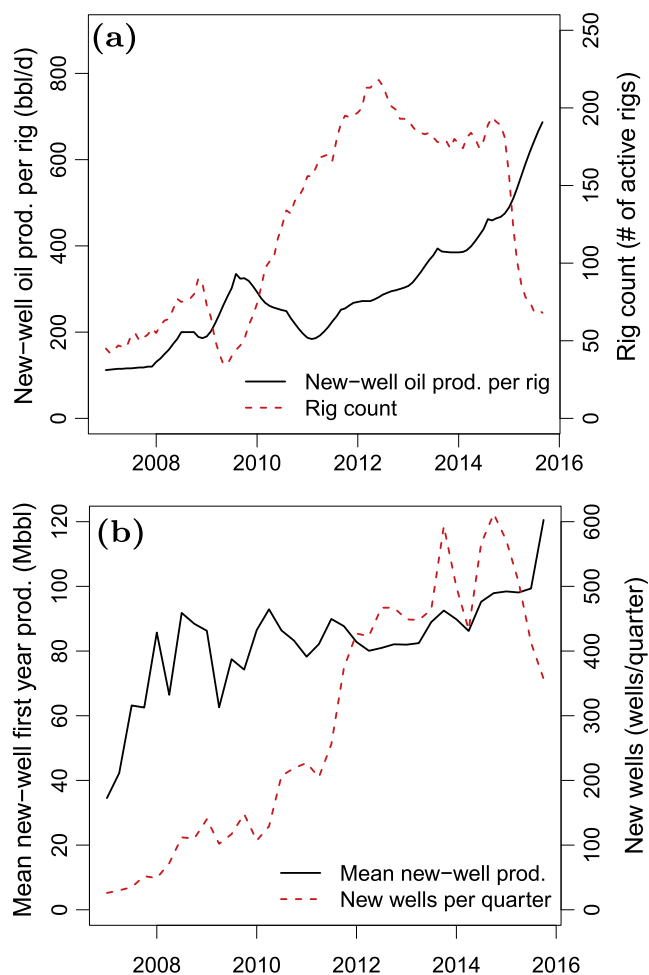 (a)
New−well oil prod. per rig (bbl/d)
0 200 400 600 800
Rig count (# of active rigs)
0 50 100 150 200 250
New−well oil prod. per rig
Rig count
2008 2010 2012 2014 2016
(b)
Mean new−well first year prod. (Mbbl)
0 20 40 60 80 100 120
New wells (wells/quarter)
0 100 200 300 400 500 600
Mean new−well prod.
New wells per quarter
2008 2010 2012 2014 2016